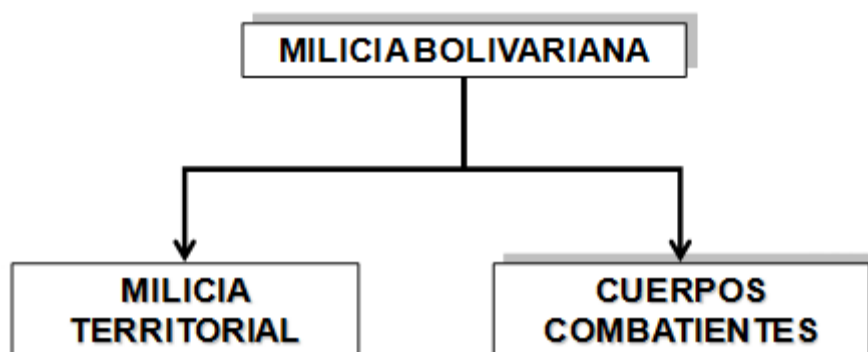 MILICIA BOLIVARIANA
MILICIA
TERRITORIAL
CUERPOS
COMBATIENTES